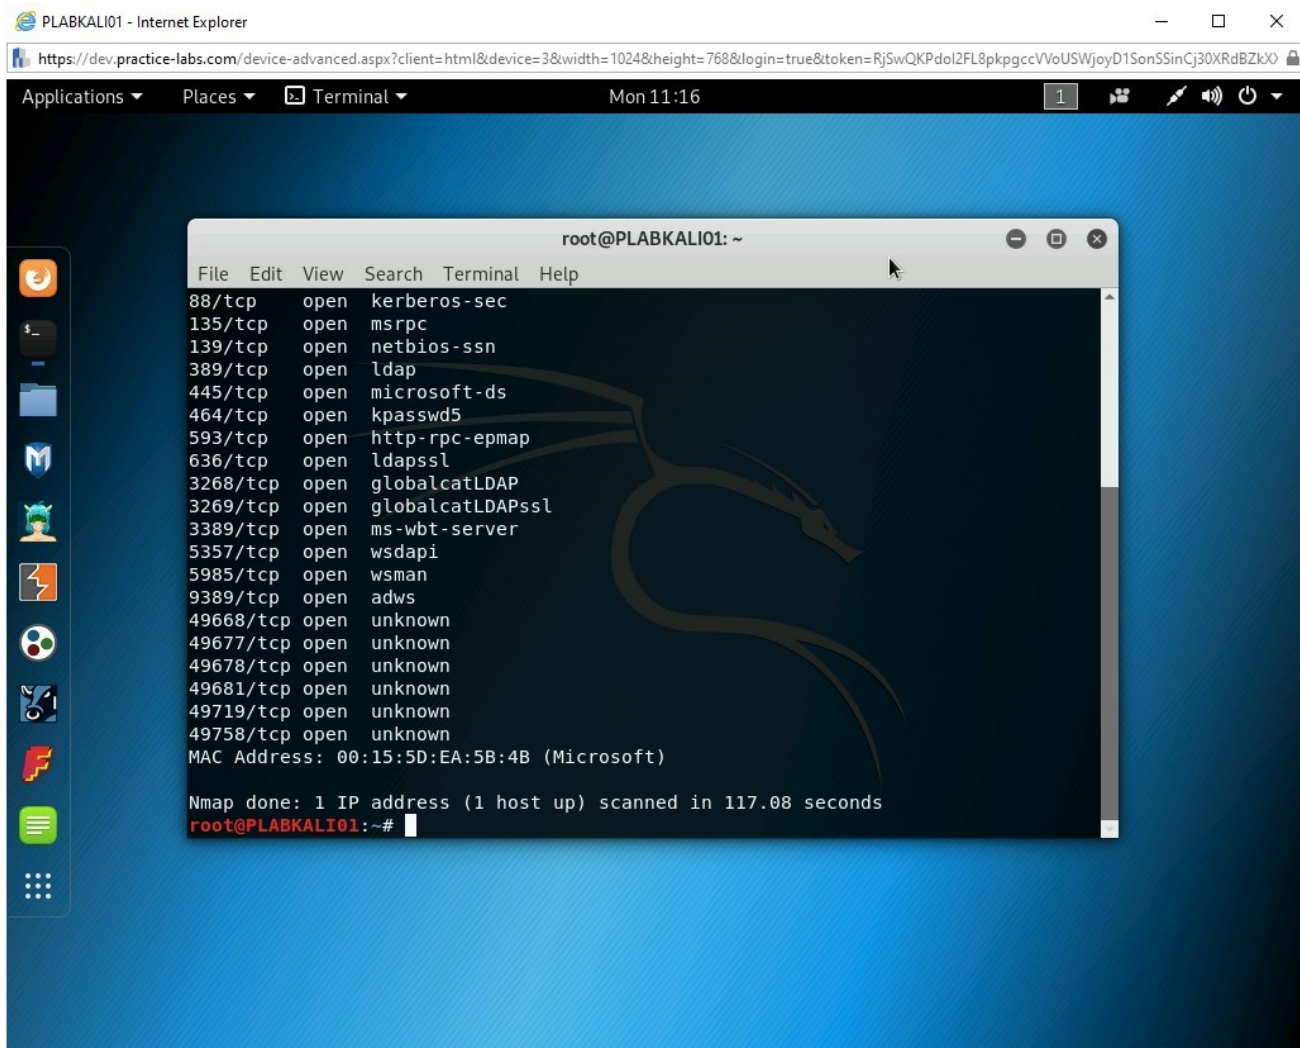 PLABKALI01 - Internet Explorer
https://dev.practice-labs.com/device-advanced.aspx?client=html&device=3&width=1024&height=768&login=true&token=RjSwQKPdoI2FL8pkpgccVVoUSWjoyD1SonSSinCj30XRdBZkX
Applications Places Terminal Mon 11:16 1
root@PLABKALI01: ~
File Edit View Search Terminal Help
88/tcp open kerberos-sec
135/tcp open msrpc
139/tcp open netbios-ssn
389/tcp open ldap
445/tcp open microsoft-ds
464/tcp open kpasswd5
593/tcp open http-rpc-epmap
636/tcp open ldapssl
3268/tcp open globalcatLDAP
3269/tcp open globalcatLDAPssl
3389/tcp open ms-wbt-server
5357/tcp open wsdapi
5985/tcp open wsman
9389/tcp open adws
49668/tcp open unknown
49677/tcp open unknown
49678/tcp open unknown
49681/tcp open unknown
49719/tcp open unknown
49758/tcp open unknown
MAC Address: 00:15:5D:EA:5B:4B (Microsoft)
Nmap done: 1 IP address (1 host up) scanned in 117.08 seconds
root@PLABKALI01:~#